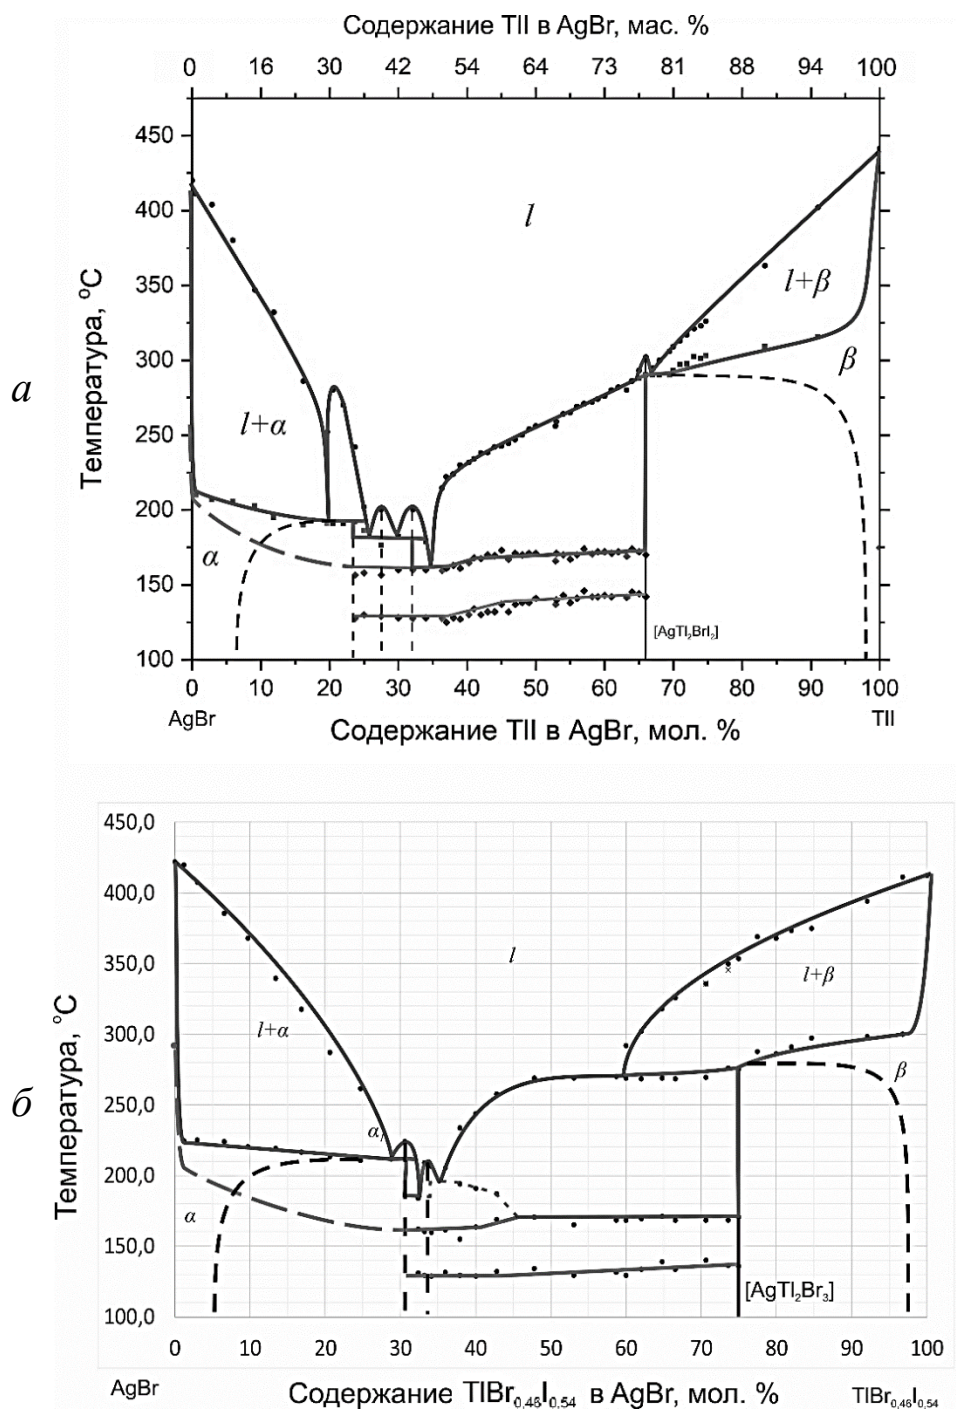 Содержание TlI в AgBr, мас. %
0 16 30 42 54 64 73 81 88 94 100
450
400
350
300
250
200
150
100
Температура, °C
а
l
l+α
l+β
α
β
[AgTl₂BrI₂]
0 10 20 30 40 50 60 70 80 90 100
AgBr
TlI
Содержание TlI в AgBr, мол. %
450,0
400,0
350,0
300,0
250,0
200,0
150,0
100,0
Температура, °C
б
l
l+α
l+β
α
β
[AgTl₂Br₃]
0 10 20 30 40 50 60 70 80 90 100
AgBr
Содержание TlBr₀,₄₆I₀,₅₄ в AgBr, мол. %
TlBr₀,₄₆I₀,₅₄